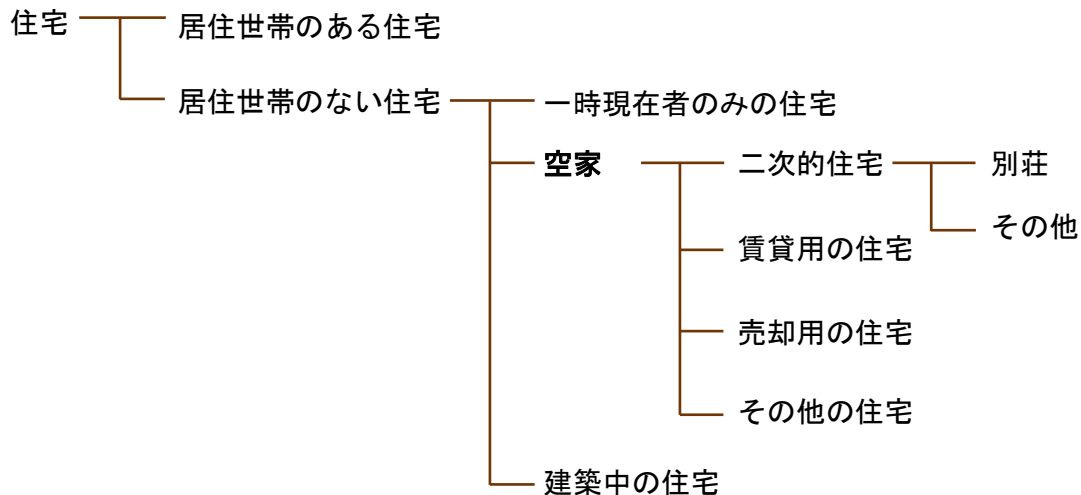 住宅
居住世帯のある住宅
居住世帯のない住宅
一時現在者のみの住宅
空家
二次的住宅
別荘
その他
賃貸用の住宅
売却用の住宅
その他の住宅
建築中の住宅